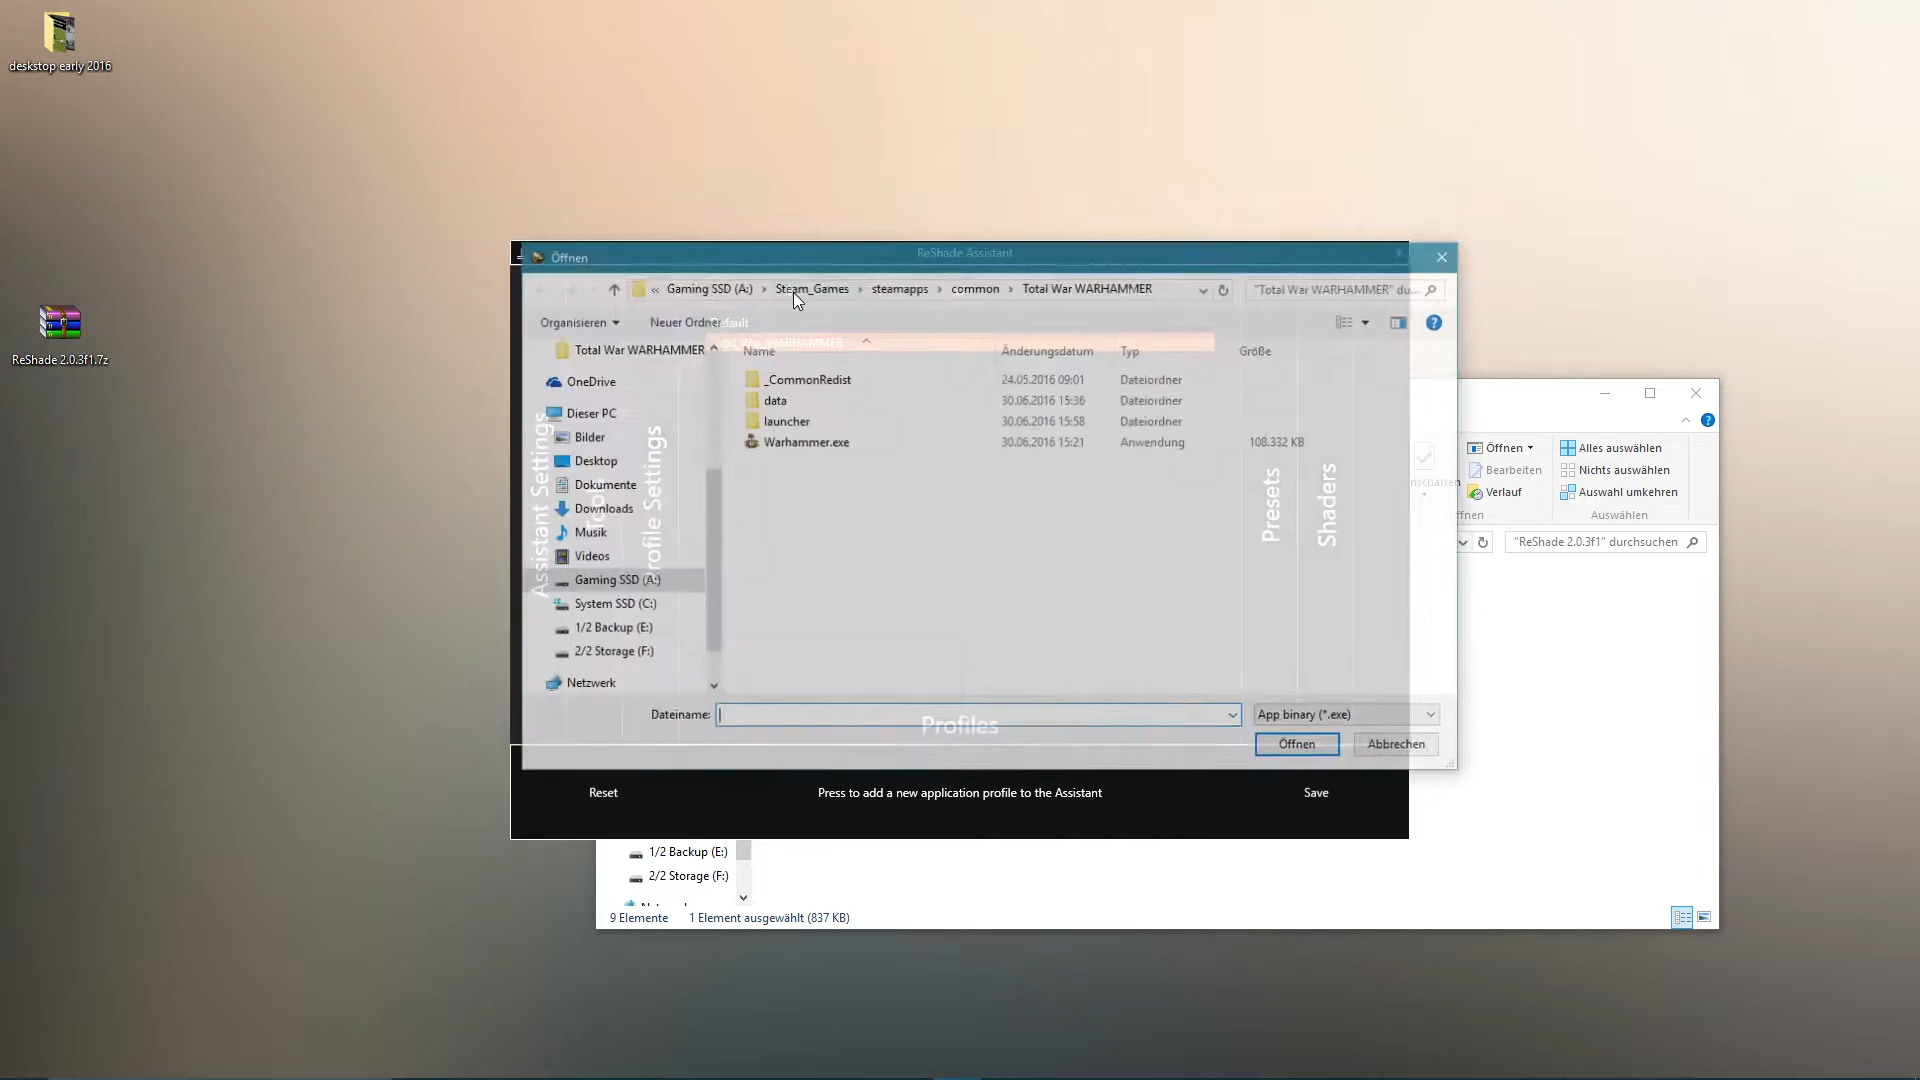 deskstop early 2016
ReShade 2.0.3f1.7z
ReShade Assistant
Öffnen
« Gaming SSD (A:) › Steam_Games › steamapps › common › Total War WARHAMMER
"Total War WARHAMMER" du...
Organisieren
Neuer Ordner
Default
Total War WARHAMMER
Name
Änderungsdatum
Typ
Größe
_CommonRedist
24.05.2016 09:01
Dateiordner
data
30.06.2016 15:36
Dateiordner
launcher
30.06.2016 15:58
Dateiordner
Warhammer.exe
30.06.2016 15:21
Anwendung
108.332 KB
OneDrive
Dieser PC
Bilder
Desktop
Dokumente
Downloads
Musik
Videos
Gaming SSD (A:)
System SSD (C:)
1/2 Backup (E:)
2/2 Storage (F:)
Netzwerk
Assistant Settings
Profile Settings
Presets
Shaders
Dateiname:
App binary (*.exe)
Profiles
Öffnen
Abbrechen
Reset
Press to add a new application profile to the Assistant
Save
Öffnen
Bearbeiten
Verlauf
Alles auswählen
Nichts auswählen
Auswahl umkehren
Auswählen
"ReShade 2.0.3f1" durchsuchen
1/2 Backup (E:)
2/2 Storage (F:)
9 Elemente
1 Element ausgewählt (837 KB)